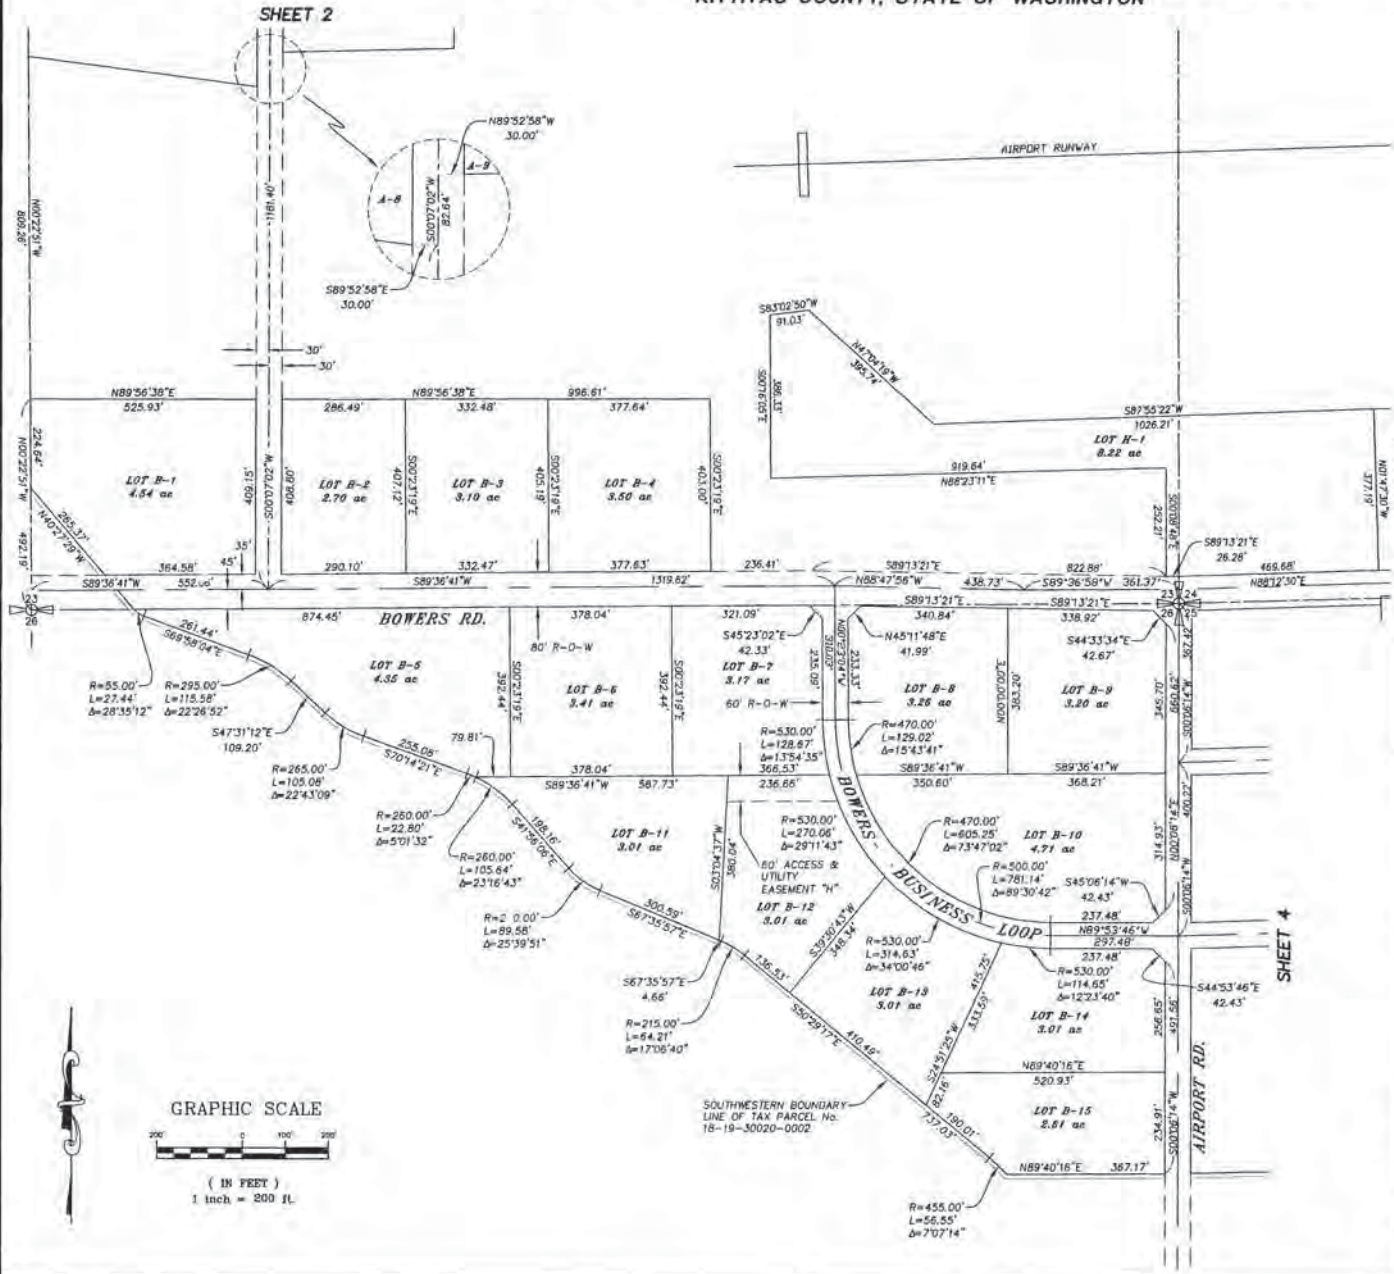 SHEET 2
KITTITAS COUNTY, STATE OF WASHINGTON
N89°52'58"W
30.00'
AIRPORT RUNWAY
A-9
A-8
S00°07'02"W
82.64'
1181.40'
N00°22'51"W
809.26'
S89°52'58"E
30.00'
S83°02'50"W
91.03'
N47°04'19"W
395.74'
30'
30'
386.33'
S00°16'05"E
N89°56'38"E
525.93'
N89°56'38"E
996.61'
286.49'
332.48'
377.64'
S87°55'22"W
1026.21'
LOT H-1
8.22 ac
224.64'
N00°22'51"W
492.19'
LOT B-1
4.54 ac
409.15'
S00°07'02"W
409.09'
LOT B-2
2.70 ac
407.12'
S00°23'19"E
LOT B-3
3.10 ac
405.19'
S00°23'19"E
LOT B-4
3.50 ac
403.00'
S00°23'19"E
919.64'
N88°23'11"E
N01°47'30"W
377.19'
252.21'
S00°08'48"E
265.37'
N40°27'29"W
35'
45'
S89°13'21"E
26.28'
364.58'
290.10'
332.47'
377.63'
236.41'
S89°13'21"E
822.88'
469.68'
S89°36'41"W
552.06'
S89°36'41"W
1319.62'
N88°47'56"W
438.73'
S89°36'58"W
361.37'
N88°12'30"E
23
26
23
24
26
25
874.45'
BOWERS RD.
378.04'
321.09'
S89°13'21"E
340.84'
S89°13'21"E
338.92'
261.44'
S69°58'04"E
80' R-O-W
S45°23'02"E
42.33'
N45°11'48"E
41.99'
S44°33'34"E
42.67'
LOT B-5
4.35 ac
S00°23'19"E
392.44'
LOT B-6
3.41 ac
S00°23'19"E
392.44'
LOT B-7
3.17 ac
60' R-O-W
235.09'
310.03'
N00°23'04"W
233.33'
LOT B-8
3.26 ac
383.20'
LOT B-9
3.20 ac
345.70'
660.62'
S00°06'14"W
367.42'
R=55.00'
L=27.44'
Δ=28°35'12"
R=295.00'
L=115.58'
Δ=22°26'52"
S47°31'12"E
109.20'
R=530.00'
L=128.67'
Δ=13°54'35"
R=470.00'
L=129.02'
Δ=15°43'41"
R=265.00'
L=105.08'
Δ=22°43'09"
255.08'
S70°14'21"E
79.81'
378.04'
366.53'
S89°36'41"W
S89°36'41"W
S89°36'41"W
567.73'
236.66'
350.60'
368.21'
R=260.00'
L=22.80'
Δ=5°01'32"
198.16'
S41°56'06"E
LOT B-11
3.01 ac
S03°04'37"W
380.04'
R=530.00'
L=270.06'
Δ=29°11'43"
60' ACCESS &
UTILITY
EASEMENT "H"
LOT B-12
3.01 ac
BOWERS BUSINESS LOOP
R=470.00'
L=605.25'
Δ=73°47'02"
LOT B-10
4.71 ac
R=500.00'
L=781.14'
Δ=89°30'42"
S45°06'14"W
42.43'
314.63'
N00°06'14"E
400.22'
S00°06'14"W
R=260.00'
L=105.64'
Δ=23°16'43"
L=89.58'
Δ=25°39'51"
300.59'
S67°35'57"E
S39°30'43"W
348.34'
237.48'
N89°53'46"W
297.48'
237.48'
SHEET 4
R=530.00'
L=314.63'
Δ=34°00'46"
R=530.00'
L=114.65'
Δ=12°23'40"
S44°53'46"E
42.43'
S67°35'57"E
4.66'
136.53'
LOT B-13
3.01 ac
415.75'
333.59'
S24°51'25"W
82.16'
LOT B-14
3.01 ac
256.65'
491.56'
R=215.00'
L=64.21'
Δ=17°06'40"
S50°29'17"E
410.49'
N89°40'16"E
520.93'
AIRPORT RD.
GRAPHIC SCALE
200' 0 100' 200'
( IN FEET )
1 inch = 200 ft.
SOUTHWESTERN BOUNDARY
LINE OF TAX PARCEL No.
18-19-30020-0002
190.01'
737.03'
LOT B-15
2.61 ac
234.91'
S00°06'14"W
N89°40'16"E
367.17'
R=455.00'
L=56.55'
Δ=7°07'14"